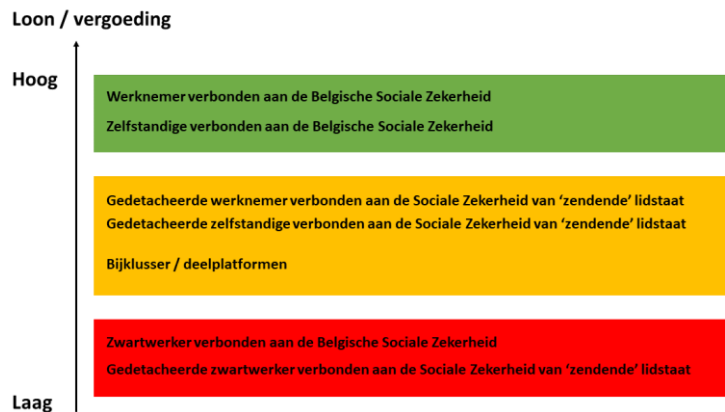 Loon / vergoeding
Hoog
Werknemer verbonden aan de Belgische Sociale Zekerheid
Zelfstandige verbonden aan de Belgische Sociale Zekerheid
Gedetacheerde werknemer verbonden aan de Sociale Zekerheid van ‘zendende’ lidstaat
Gedetacheerde zelfstandige verbonden aan de Sociale Zekerheid van ‘zendende’ lidstaat
Bijklusser / deelplatformen
Zwartwerker verbonden aan de Belgische Sociale Zekerheid
Gedetacheerde zwartwerker verbonden aan de Sociale Zekerheid van ‘zendende’ lidstaat
Laag